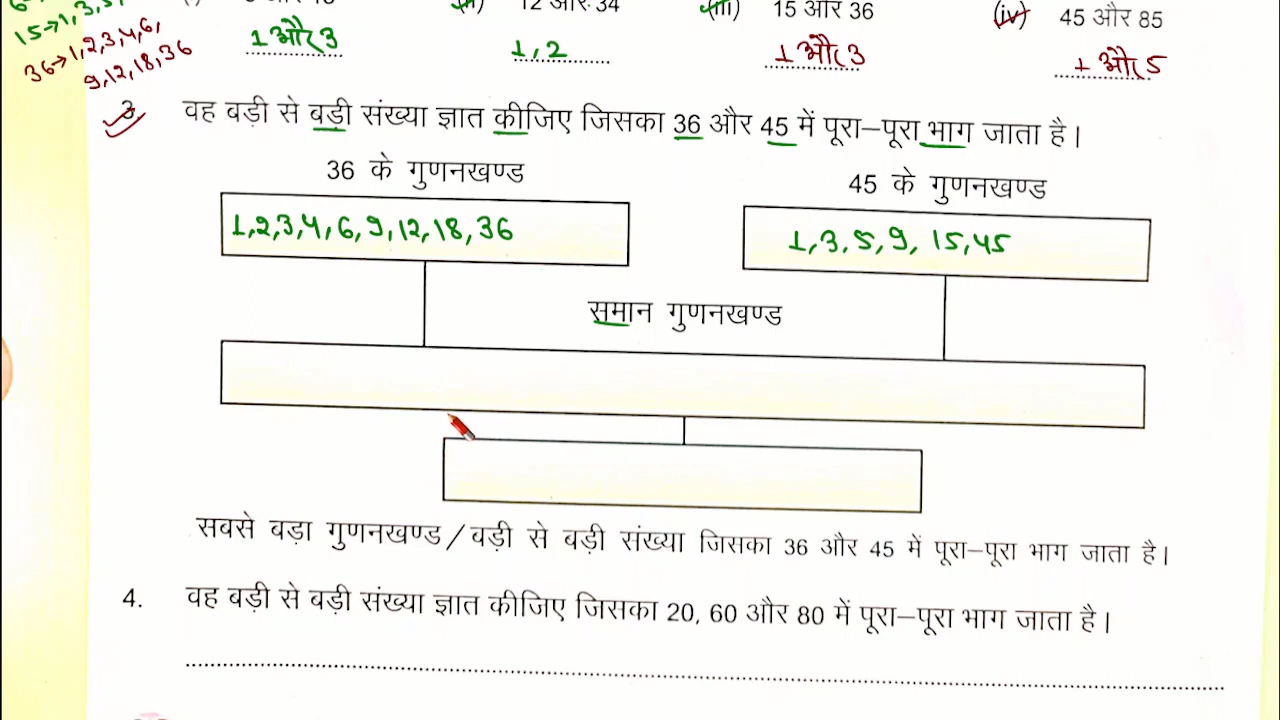 12 और 34
15 और 36
(iv) 45 और 85
15→1,3,5,
1 और 3
1,2
1 और 3
1 और 5
36→1,2,3,4,6,
9,12,18,36
3 वह बड़ी से बड़ी संख्या ज्ञात कीजिए जिसका 36 और 45 में पूरा–पूरा भाग जाता है।
36 के गुणनखण्ड
45 के गुणनखण्ड
1,2,3,4,6,9,12,18,36
1,3,5,9, 15,45
समान गुणनखण्ड
सबसे बड़ा गुणनखण्ड/बड़ी से बड़ी संख्या जिसका 36 और 45 में पूरा–पूरा भाग जाता है।
4. वह बड़ी से बड़ी संख्या ज्ञात कीजिए जिसका 20, 60 और 80 में पूरा–पूरा भाग जाता है।